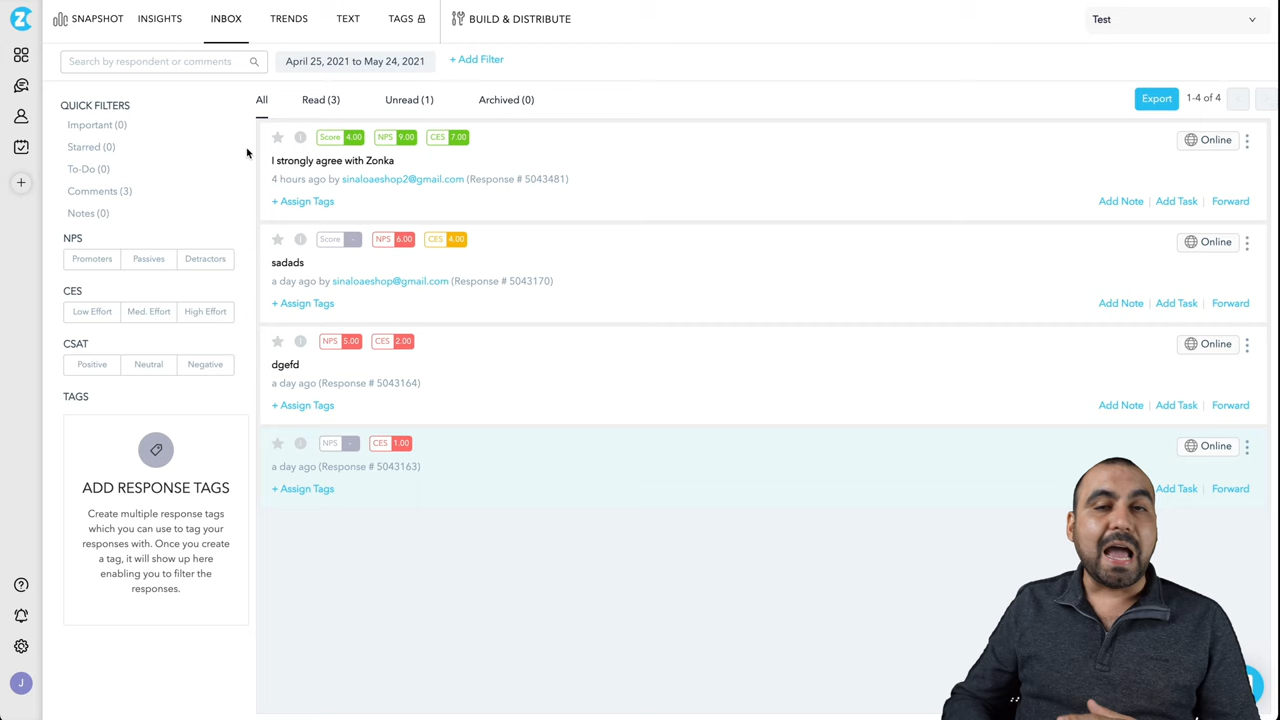 SNAPSHOT INSIGHTS INBOX TRENDS TEXT TAGS BUILD & DISTRIBUTE Test
Search by respondent or comments April 25, 2021 to May 24, 2021 + Add Filter
QUICK FILTERS
Important (0)
Starred (0)
To-Do (0)
Comments (3)
Notes (0)
NPS
Promoters Passives Detractors
CES
Low Effort Med. Effort High Effort
CSAT
Positive Neutral Negative
TAGS
ADD RESPONSE TAGS
Create multiple response tags
which you can use to tag your
responses with. Once you create
a tag, it will show up here
enabling you to filter the
responses.
J
All Read (3) Unread (1) Archived (0) Export 1-4 of 4
Score 4.00 NPS 9.00 CES 7.00 Online
I strongly agree with Zonka
4 hours ago by sinaloaeshop2@gmail.com (Response # 5043481)
+ Assign Tags Add Note | Add Task | Forward
Score - NPS 6.00 CES 4.00 Online
sadads
a day ago by sinaloaeshop@gmail.com (Response # 5043170)
+ Assign Tags Add Note | Add Task | Forward
NPS 5.00 CES 2.00 Online
dgefd
a day ago (Response # 5043164)
+ Assign Tags Add Note | Add Task | Forward
NPS - CES 1.00 Online
a day ago (Response # 5043163)
+ Assign Tags Add Task | Forward